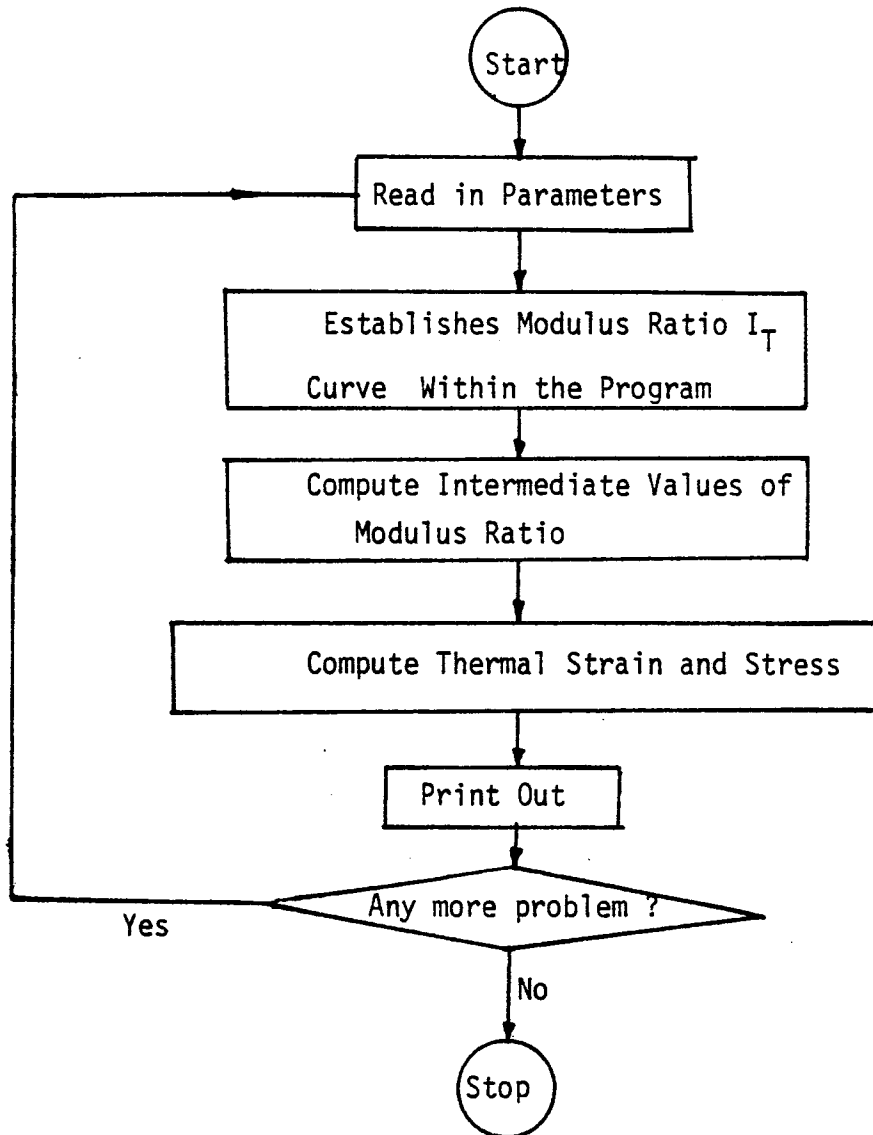 Start
Read in Parameters
Establishes Modulus Ratio I_T
Curve Within the Program
Compute Intermediate Values of
Modulus Ratio
Compute Thermal Strain and Stress
Print Out
Any more problem ?
Yes
No
Stop